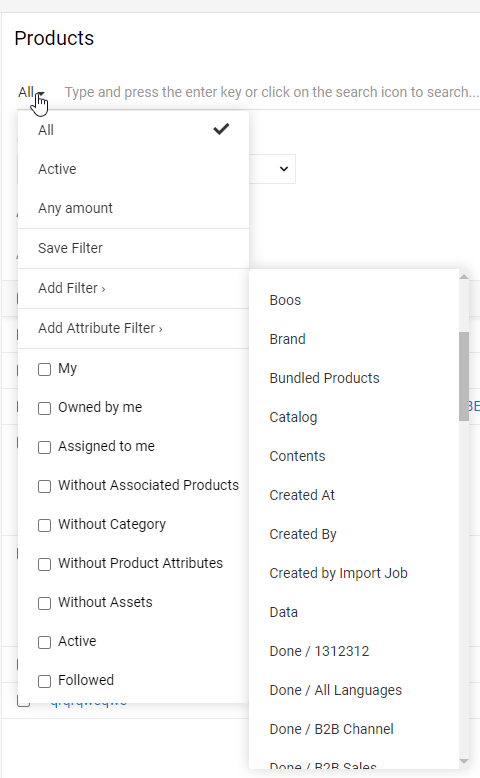 Products
All
Type and press the enter key or click on the search icon to search...
All
Active
Any amount
Save Filter
Add Filter ›
Add Attribute Filter ›
My
Owned by me
Assigned to me
Without Associated Products
Without Category
Without Product Attributes
Without Assets
Active
Followed
Boos
Brand
Bundled Products
Catalog
Contents
Created At
Created By
Created by Import Job
Data
Done / 1312312
Done / All Languages
Done / B2B Channel
Done / B2B Sales